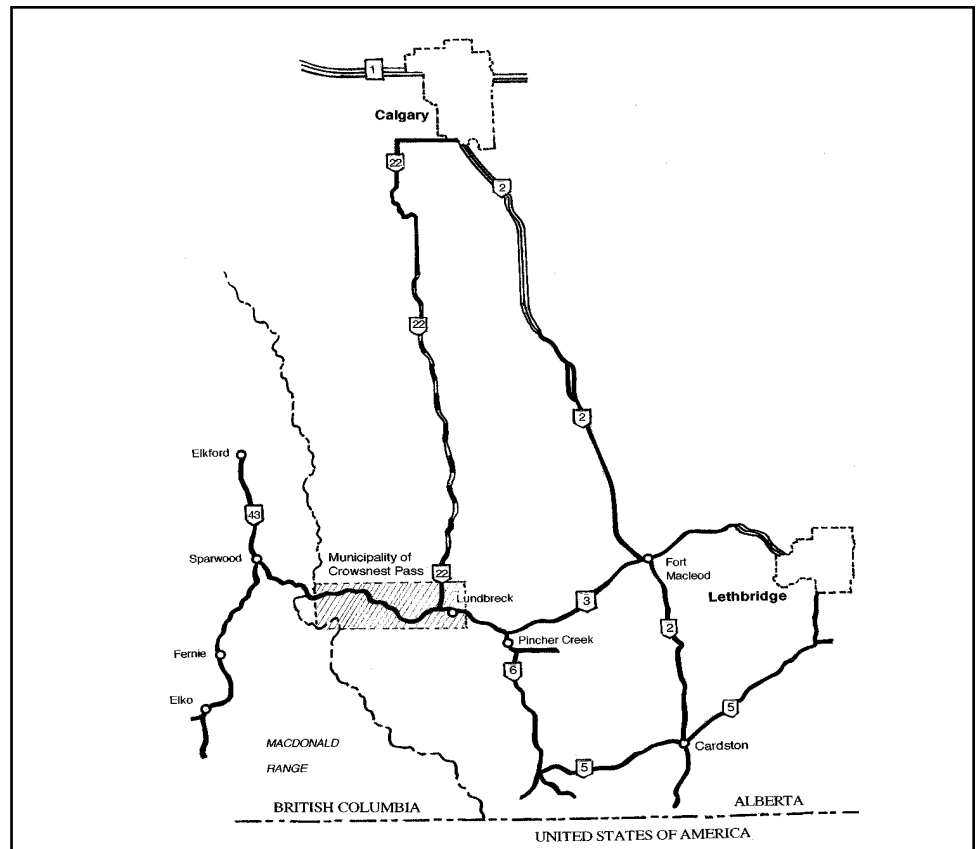 1
Calgary
22
2
22
2
Elkford
43
Sparwood
Municipality of
Crowsnest Pass
22
Lundbreck
Fort
Macleod
Lethbridge
3
2
Pincher Creek
Fernie
6
Elko
5
MACDONALD
RANGE
Cardston
5
BRITISH COLUMBIA
ALBERTA
UNITED STATES OF AMERICA